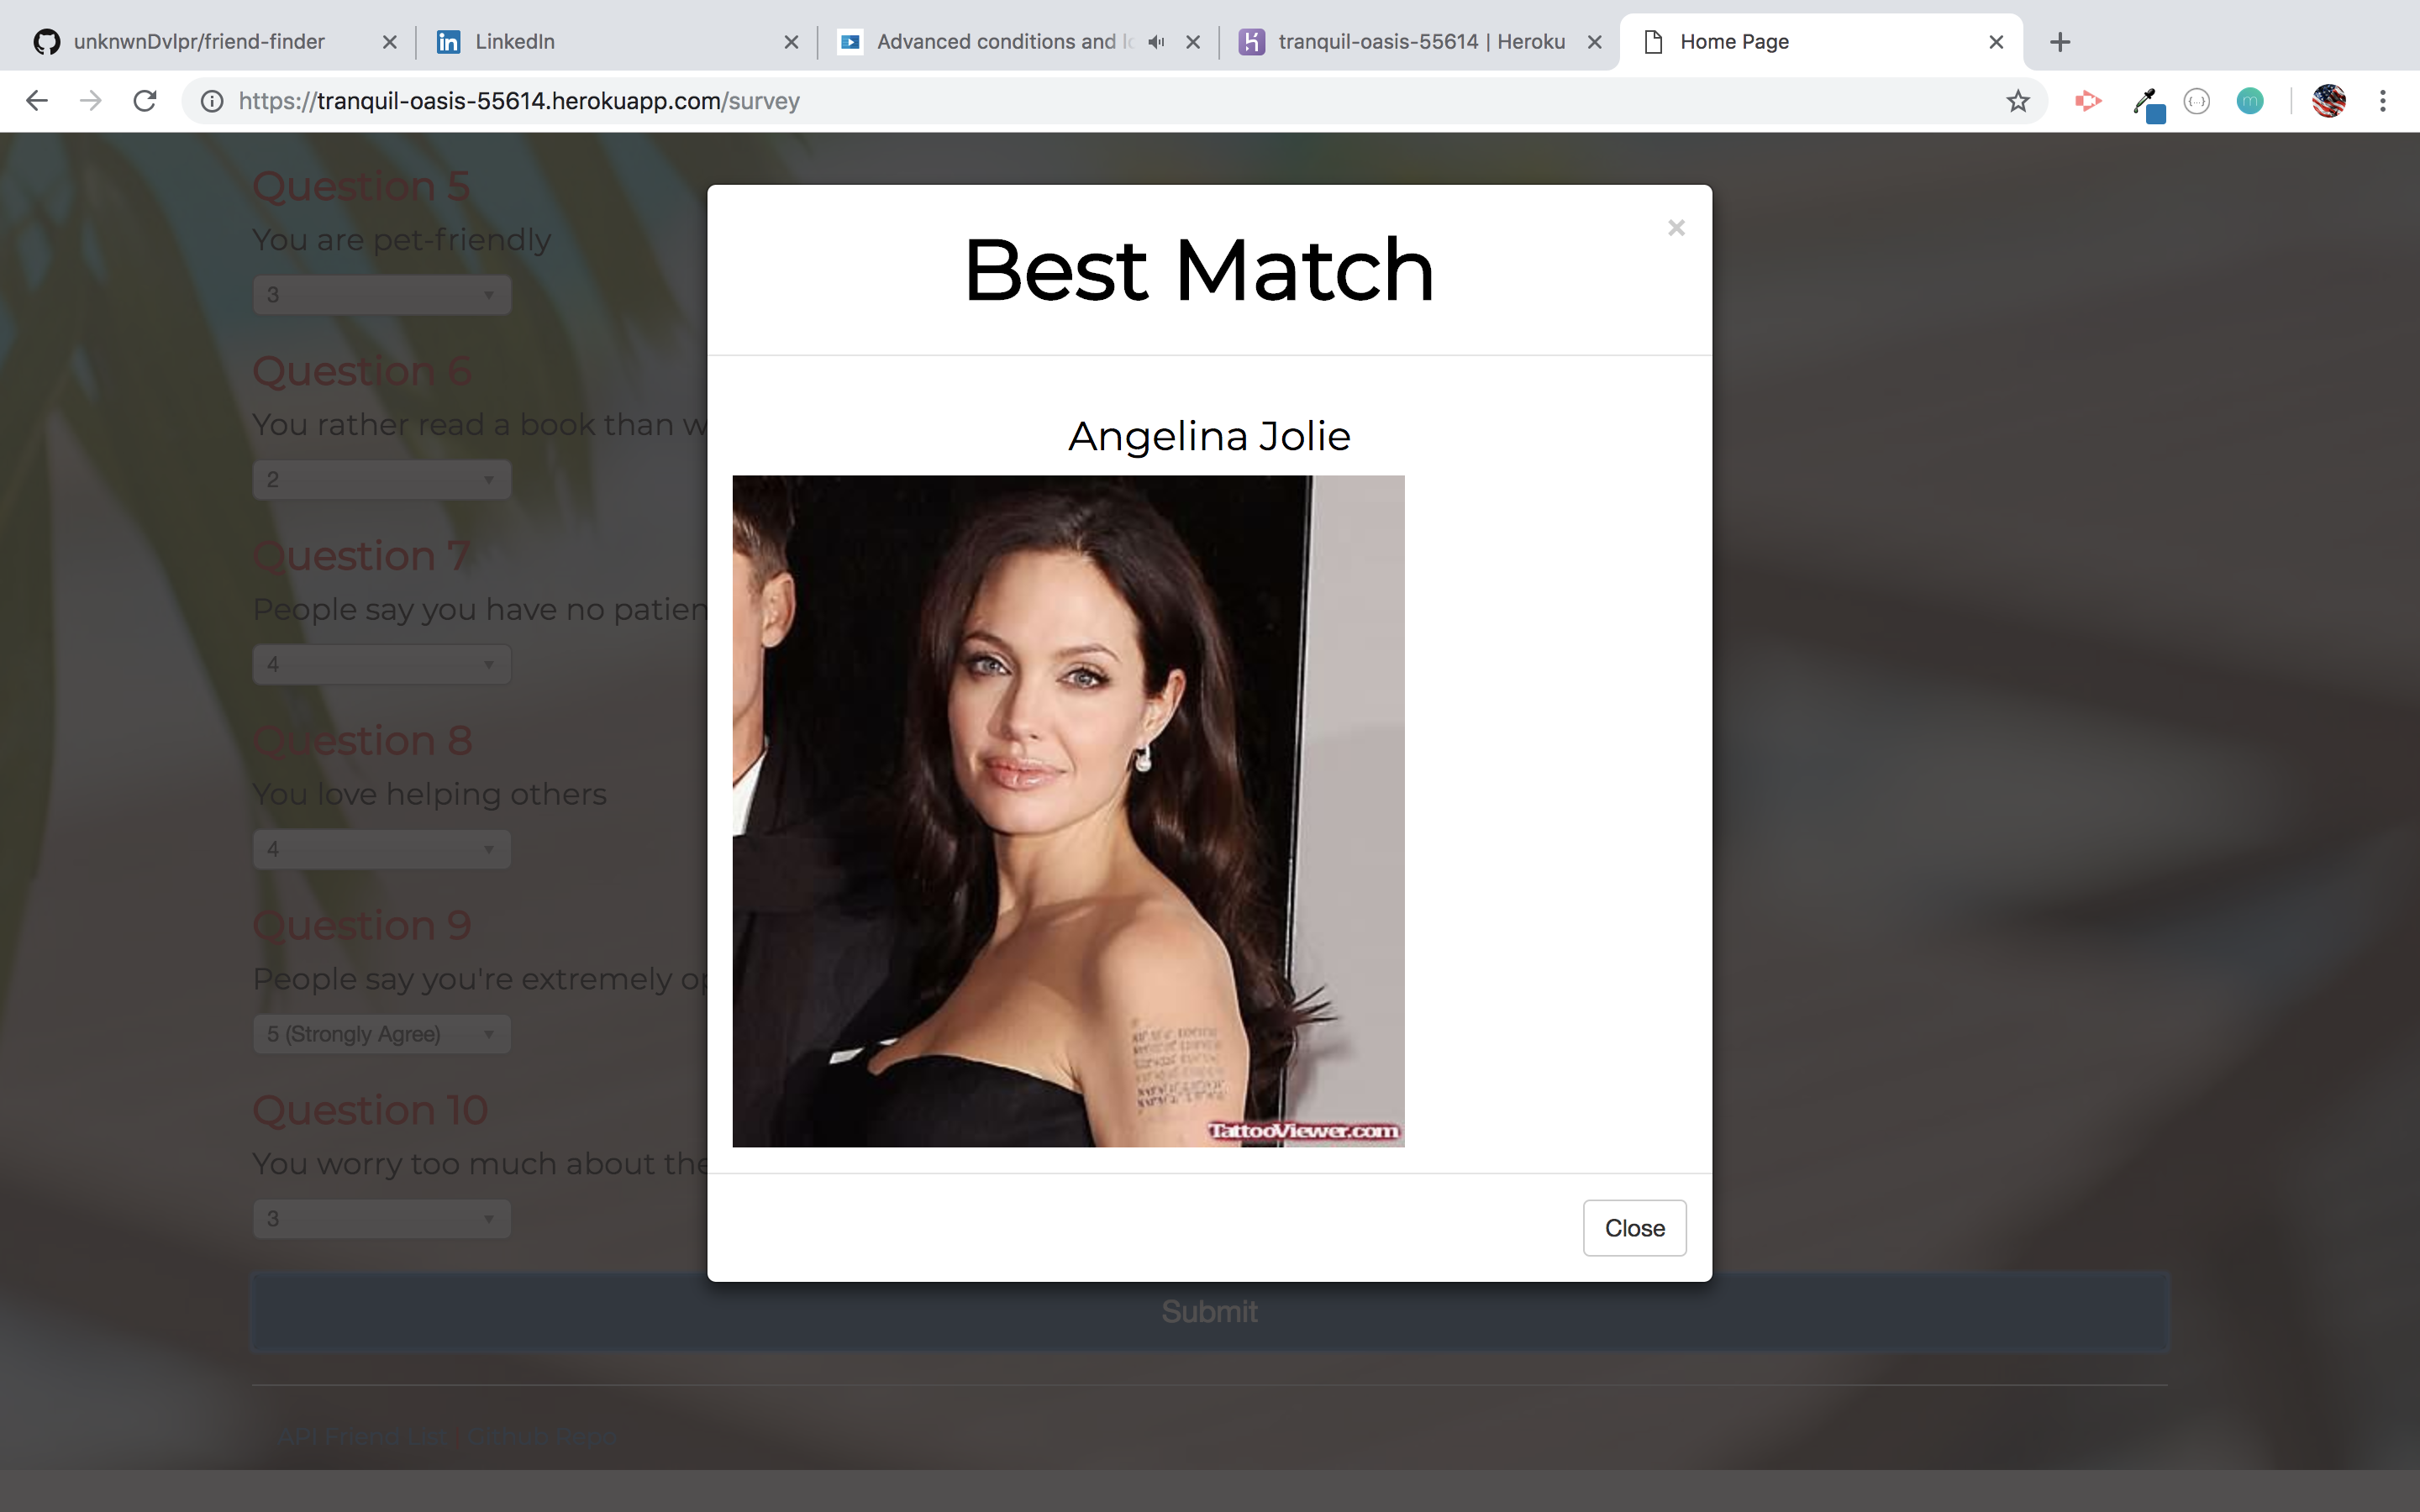 unknwnDvlpr/friend-finder
LinkedIn
Advanced conditions and lo
tranquil-oasis-55614 | Heroku
Home Page
https://tranquil-oasis-55614.herokuapp.com/survey
Question 5
You are pet-friendly
3
Question 6
You rather read a book than w
2
Question 7
People say you have no patien
4
Question 8
You love helping others
4
Question 9
People say you're extremely op
5 (Strongly Agree)
Question 10
You worry too much about the
3
Submit
API Friend List | Github Repo
×
Best Match
Angelina Jolie
TattooViewer.com
Close